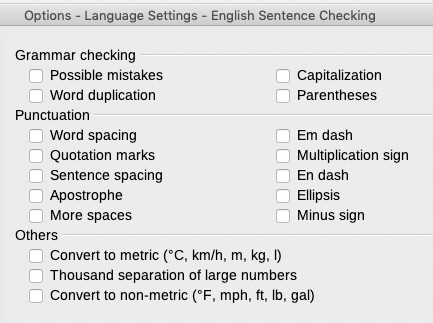 Options - Language Settings - English Sentence Checking
Grammar checking
Possible mistakes Capitalization
Word duplication Parentheses
Punctuation
Word spacing Em dash
Quotation marks Multiplication sign
Sentence spacing En dash
Apostrophe Ellipsis
More spaces Minus sign
Others
Convert to metric (°C, km/h, m, kg, l)
Thousand separation of large numbers
Convert to non-metric (°F, mph, ft, lb, gal)